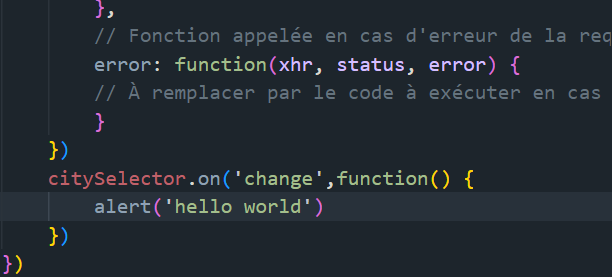 },
// Fonction appelée en cas d'erreur de la req
error: function(xhr, status, error) {
// À remplacer par le code à exécuter en cas
}
})
citySelector.on('change',function() {
alert('hello world')
})
})